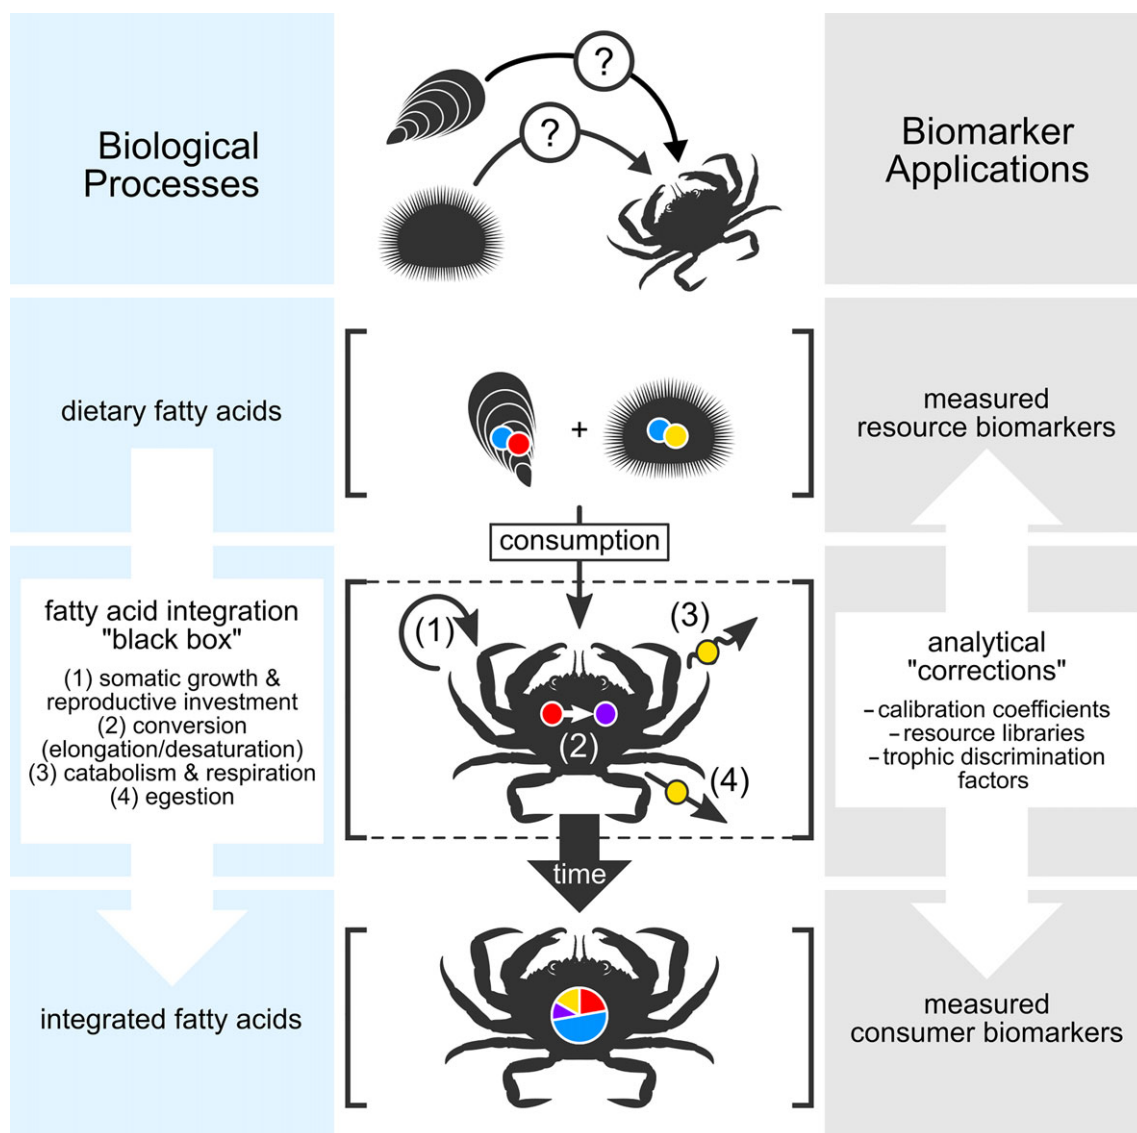 Biological
Processes
?
?
Biomarker
Applications
dietary fatty acids
+
measured
resource biomarkers
consumption
fatty acid integration
"black box"
(1) somatic growth &
reproductive investment
(2) conversion
(elongation/desaturation)
(3) catabolism & respiration
(4) egestion
(1)
(3)
(2)
(4)
analytical
"corrections"
– calibration coefficients
– resource libraries
– trophic discrimination
factors
time
integrated fatty acids
measured
consumer biomarkers